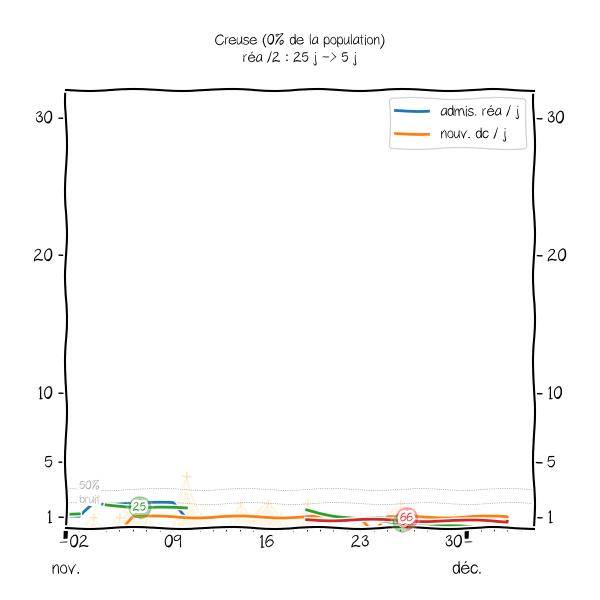 Creuse (0% de la population)
réa /2 : 25 j -> 5 j
admis. réa / j
nouv. dc / j
30
30
20
20
10
10
5
5
50%
bruit
25
66
1
1
02
09
16
23
30
nov.
déc.